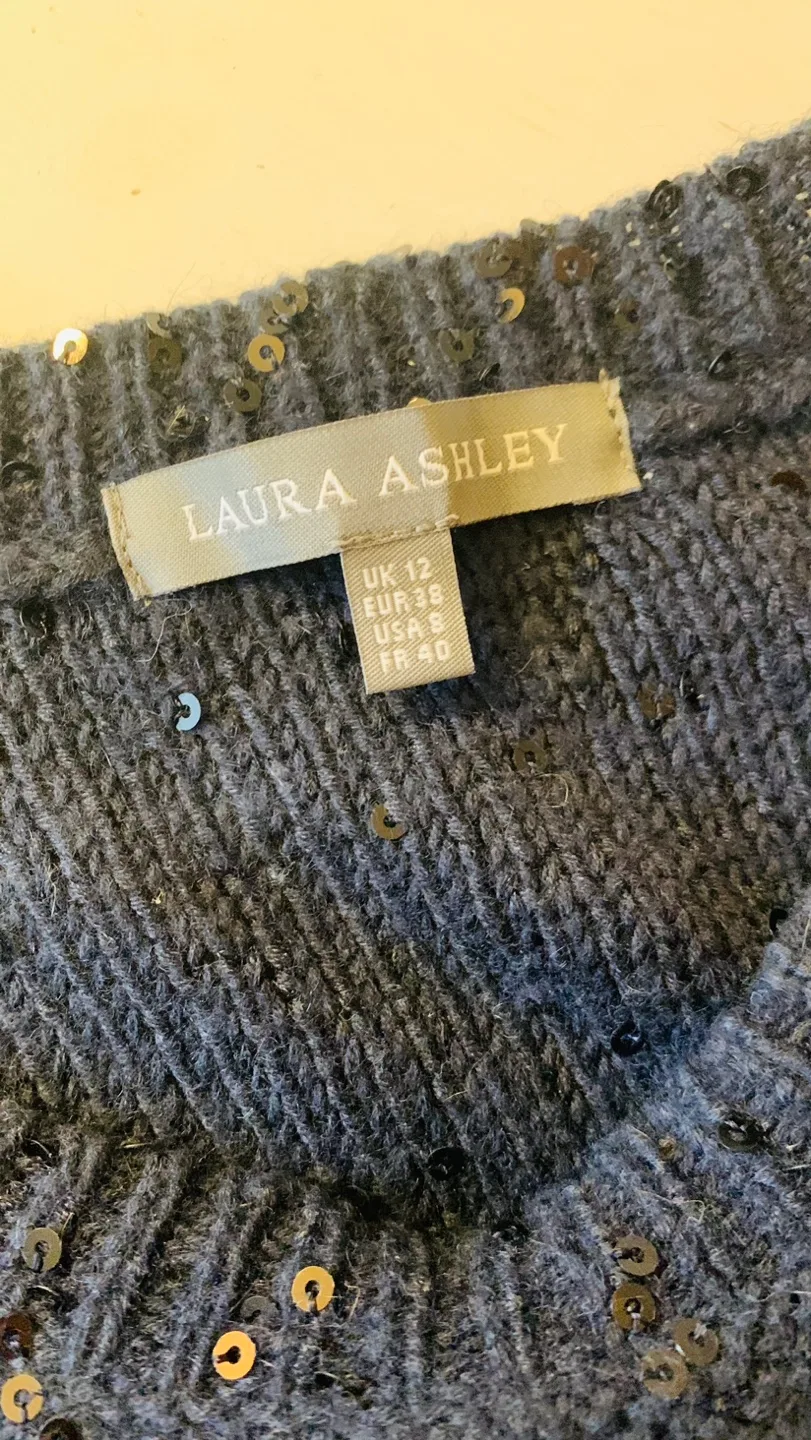 LAURA ASHLEY
UK 12
EUR 38
USA 8
FR 40